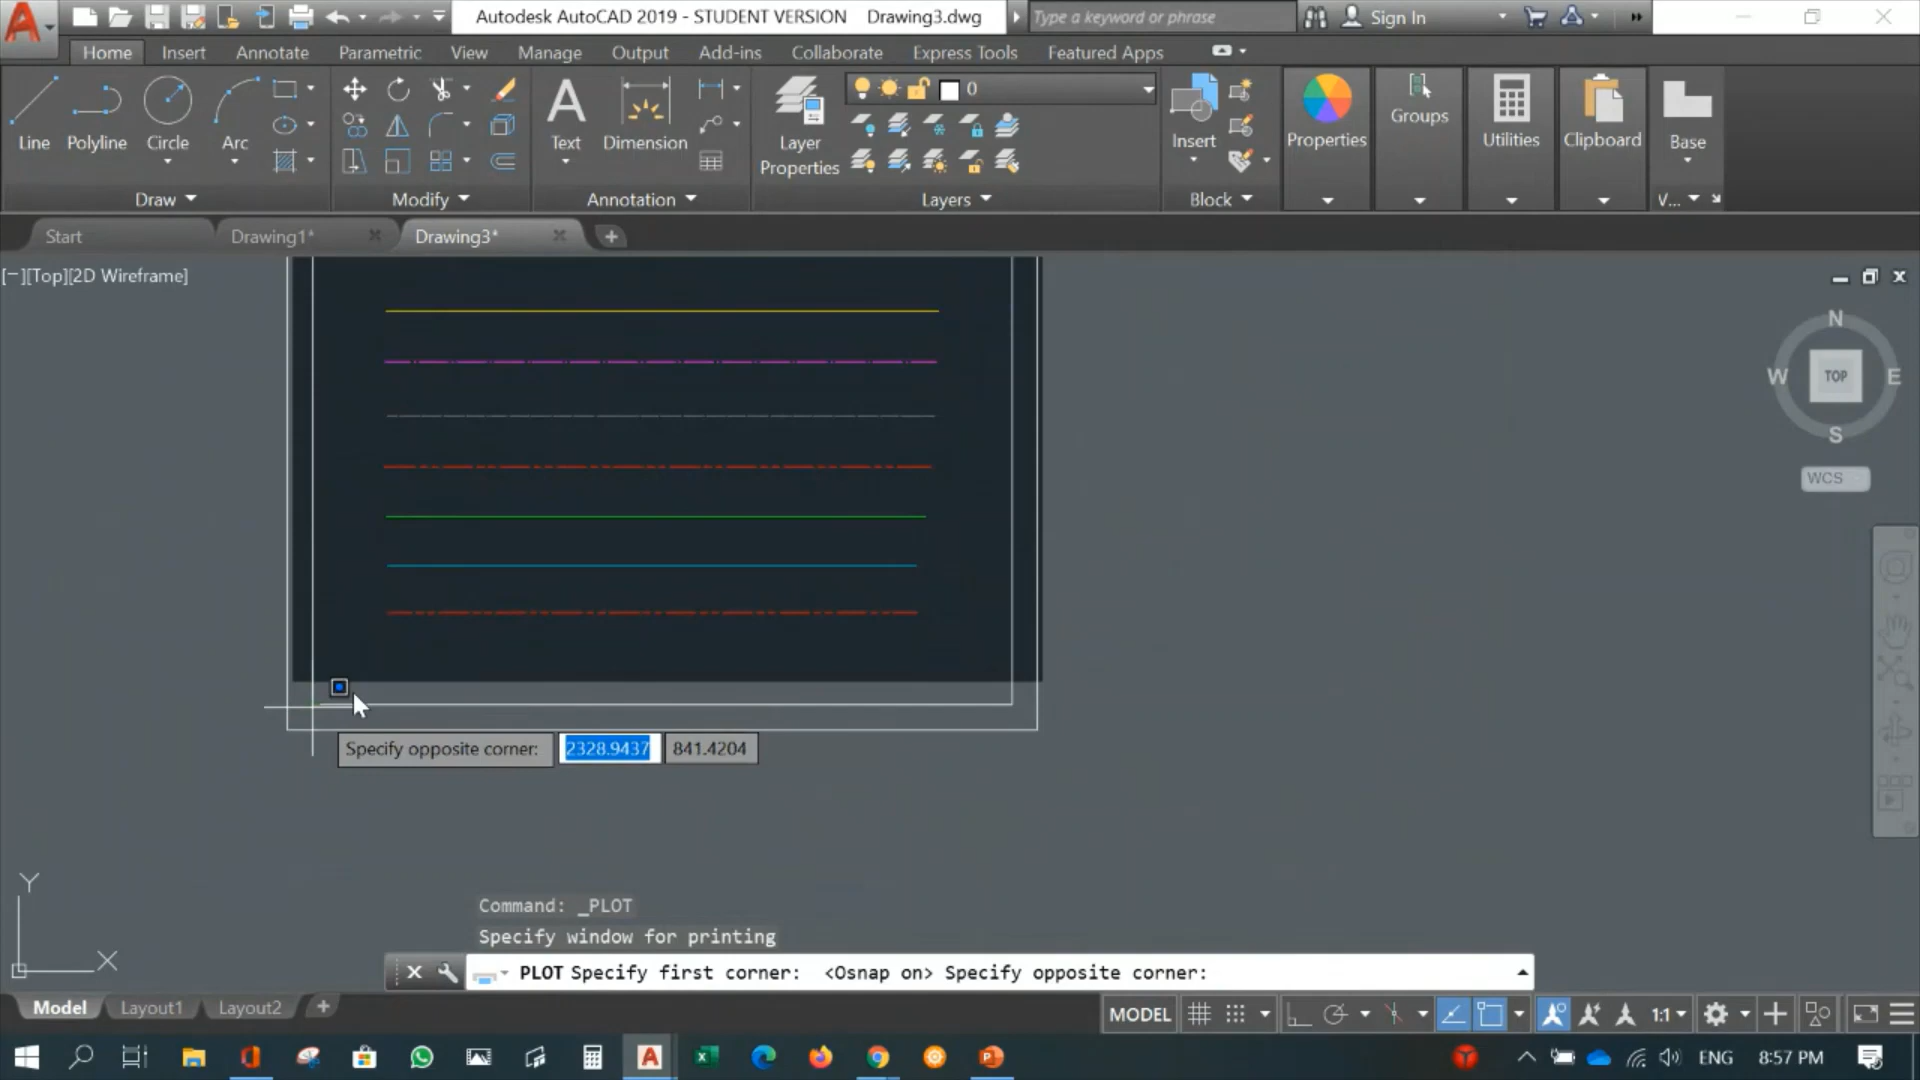 Autodesk AutoCAD 2019 - STUDENT VERSION Drawing3.dwg
Type a keyword or phrase
Sign In
Home Insert Annotate Parametric View Manage Output Add-ins Collaborate Express Tools Featured Apps
Line Polyline Circle Arc
Text Dimension
Layer
Properties
0
Insert
Properties
Groups
Utilities
Clipboard
Base
Draw Modify Annotation Layers Block V...
Start Drawing1* Drawing3*
[−][Top][2D Wireframe]
N
W TOP E
S
WCS
Specify opposite corner: 2328.9437 841.4204
Y
X
Command: _PLOT
Specify window for printing
PLOT Specify first corner: <Osnap on> Specify opposite corner:
Model Layout1 Layout2
MODEL 1:1
ENG 8:57 PM